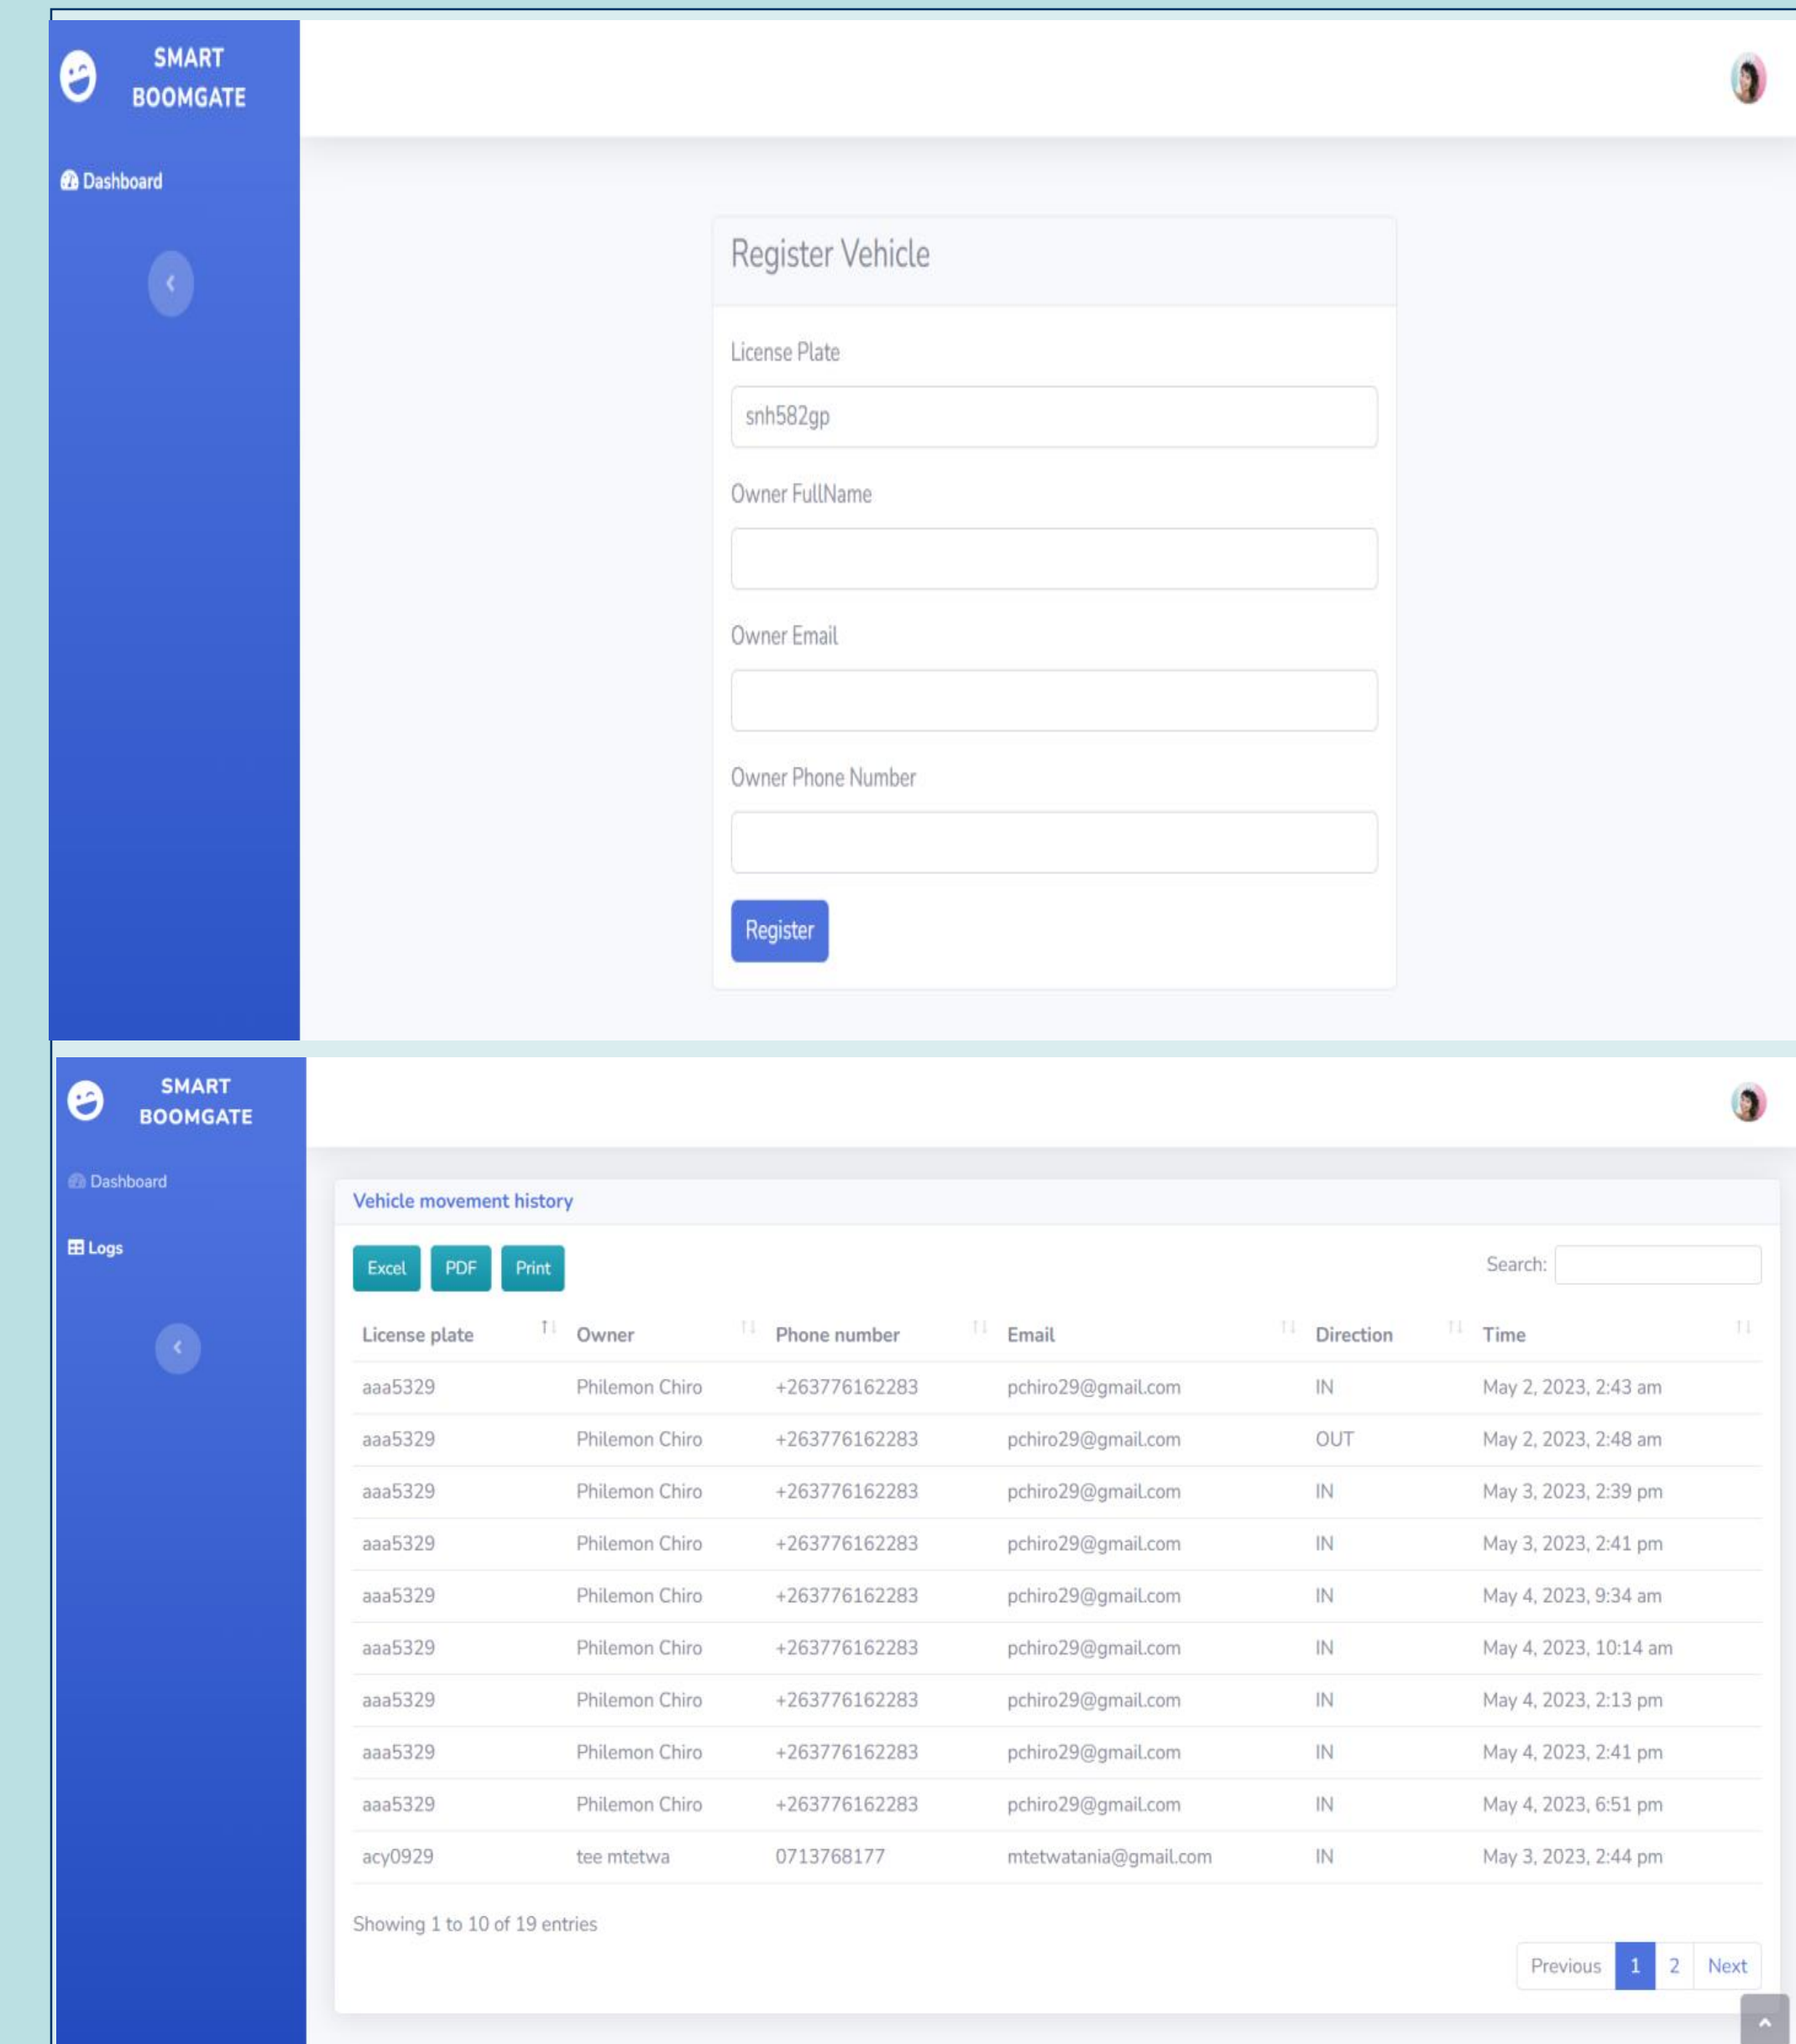 SMART
BOOMGATE
Dashboard
Register Vehicle
License Plate
snh582gp
Owner FullName
Owner Email
Owner Phone Number
Register
SMART
BOOMGATE
Dashboard
Logs
Vehicle movement history
Excel PDF Print Search:
License plate Owner Phone number Email Direction Time
aaa5329 Philemon Chiro +263776162283 pchiro29@gmail.com IN May 2, 2023, 2:43 am
aaa5329 Philemon Chiro +263776162283 pchiro29@gmail.com OUT May 2, 2023, 2:48 am
aaa5329 Philemon Chiro +263776162283 pchiro29@gmail.com IN May 3, 2023, 2:39 pm
aaa5329 Philemon Chiro +263776162283 pchiro29@gmail.com IN May 3, 2023, 2:41 pm
aaa5329 Philemon Chiro +263776162283 pchiro29@gmail.com IN May 4, 2023, 9:34 am
aaa5329 Philemon Chiro +263776162283 pchiro29@gmail.com IN May 4, 2023, 10:14 am
aaa5329 Philemon Chiro +263776162283 pchiro29@gmail.com IN May 4, 2023, 2:13 pm
aaa5329 Philemon Chiro +263776162283 pchiro29@gmail.com IN May 4, 2023, 2:41 pm
aaa5329 Philemon Chiro +263776162283 pchiro29@gmail.com IN May 4, 2023, 6:51 pm
acy0929 tee mtetwa 0713768177 mtetwatania@gmail.com IN May 3, 2023, 2:44 pm
Showing 1 to 10 of 19 entries
Previous 1 2 Next